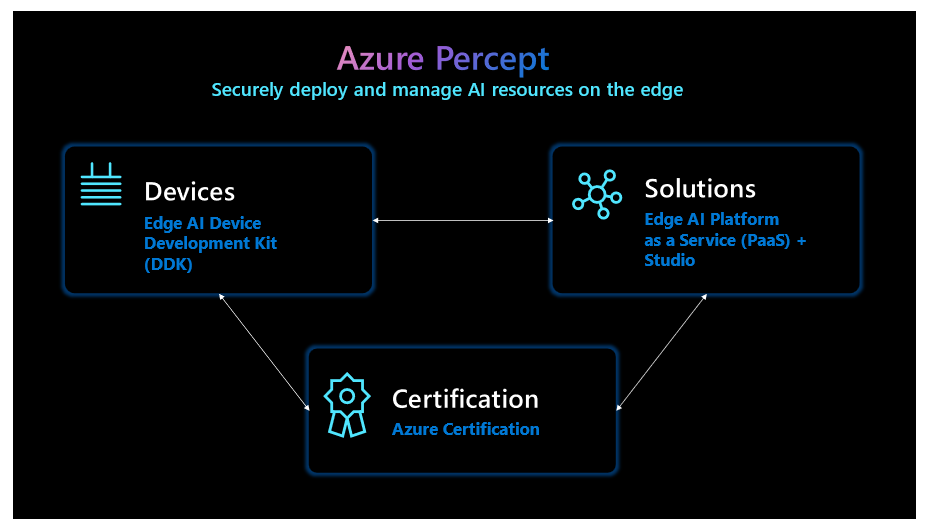 Azure Percept
Securely deploy and manage AI resources on the edge
Devices
Edge AI Device
Development Kit
(DDK)
Solutions
Edge AI Platform
as a Service (PaaS) +
Studio
Certification
Azure Certification